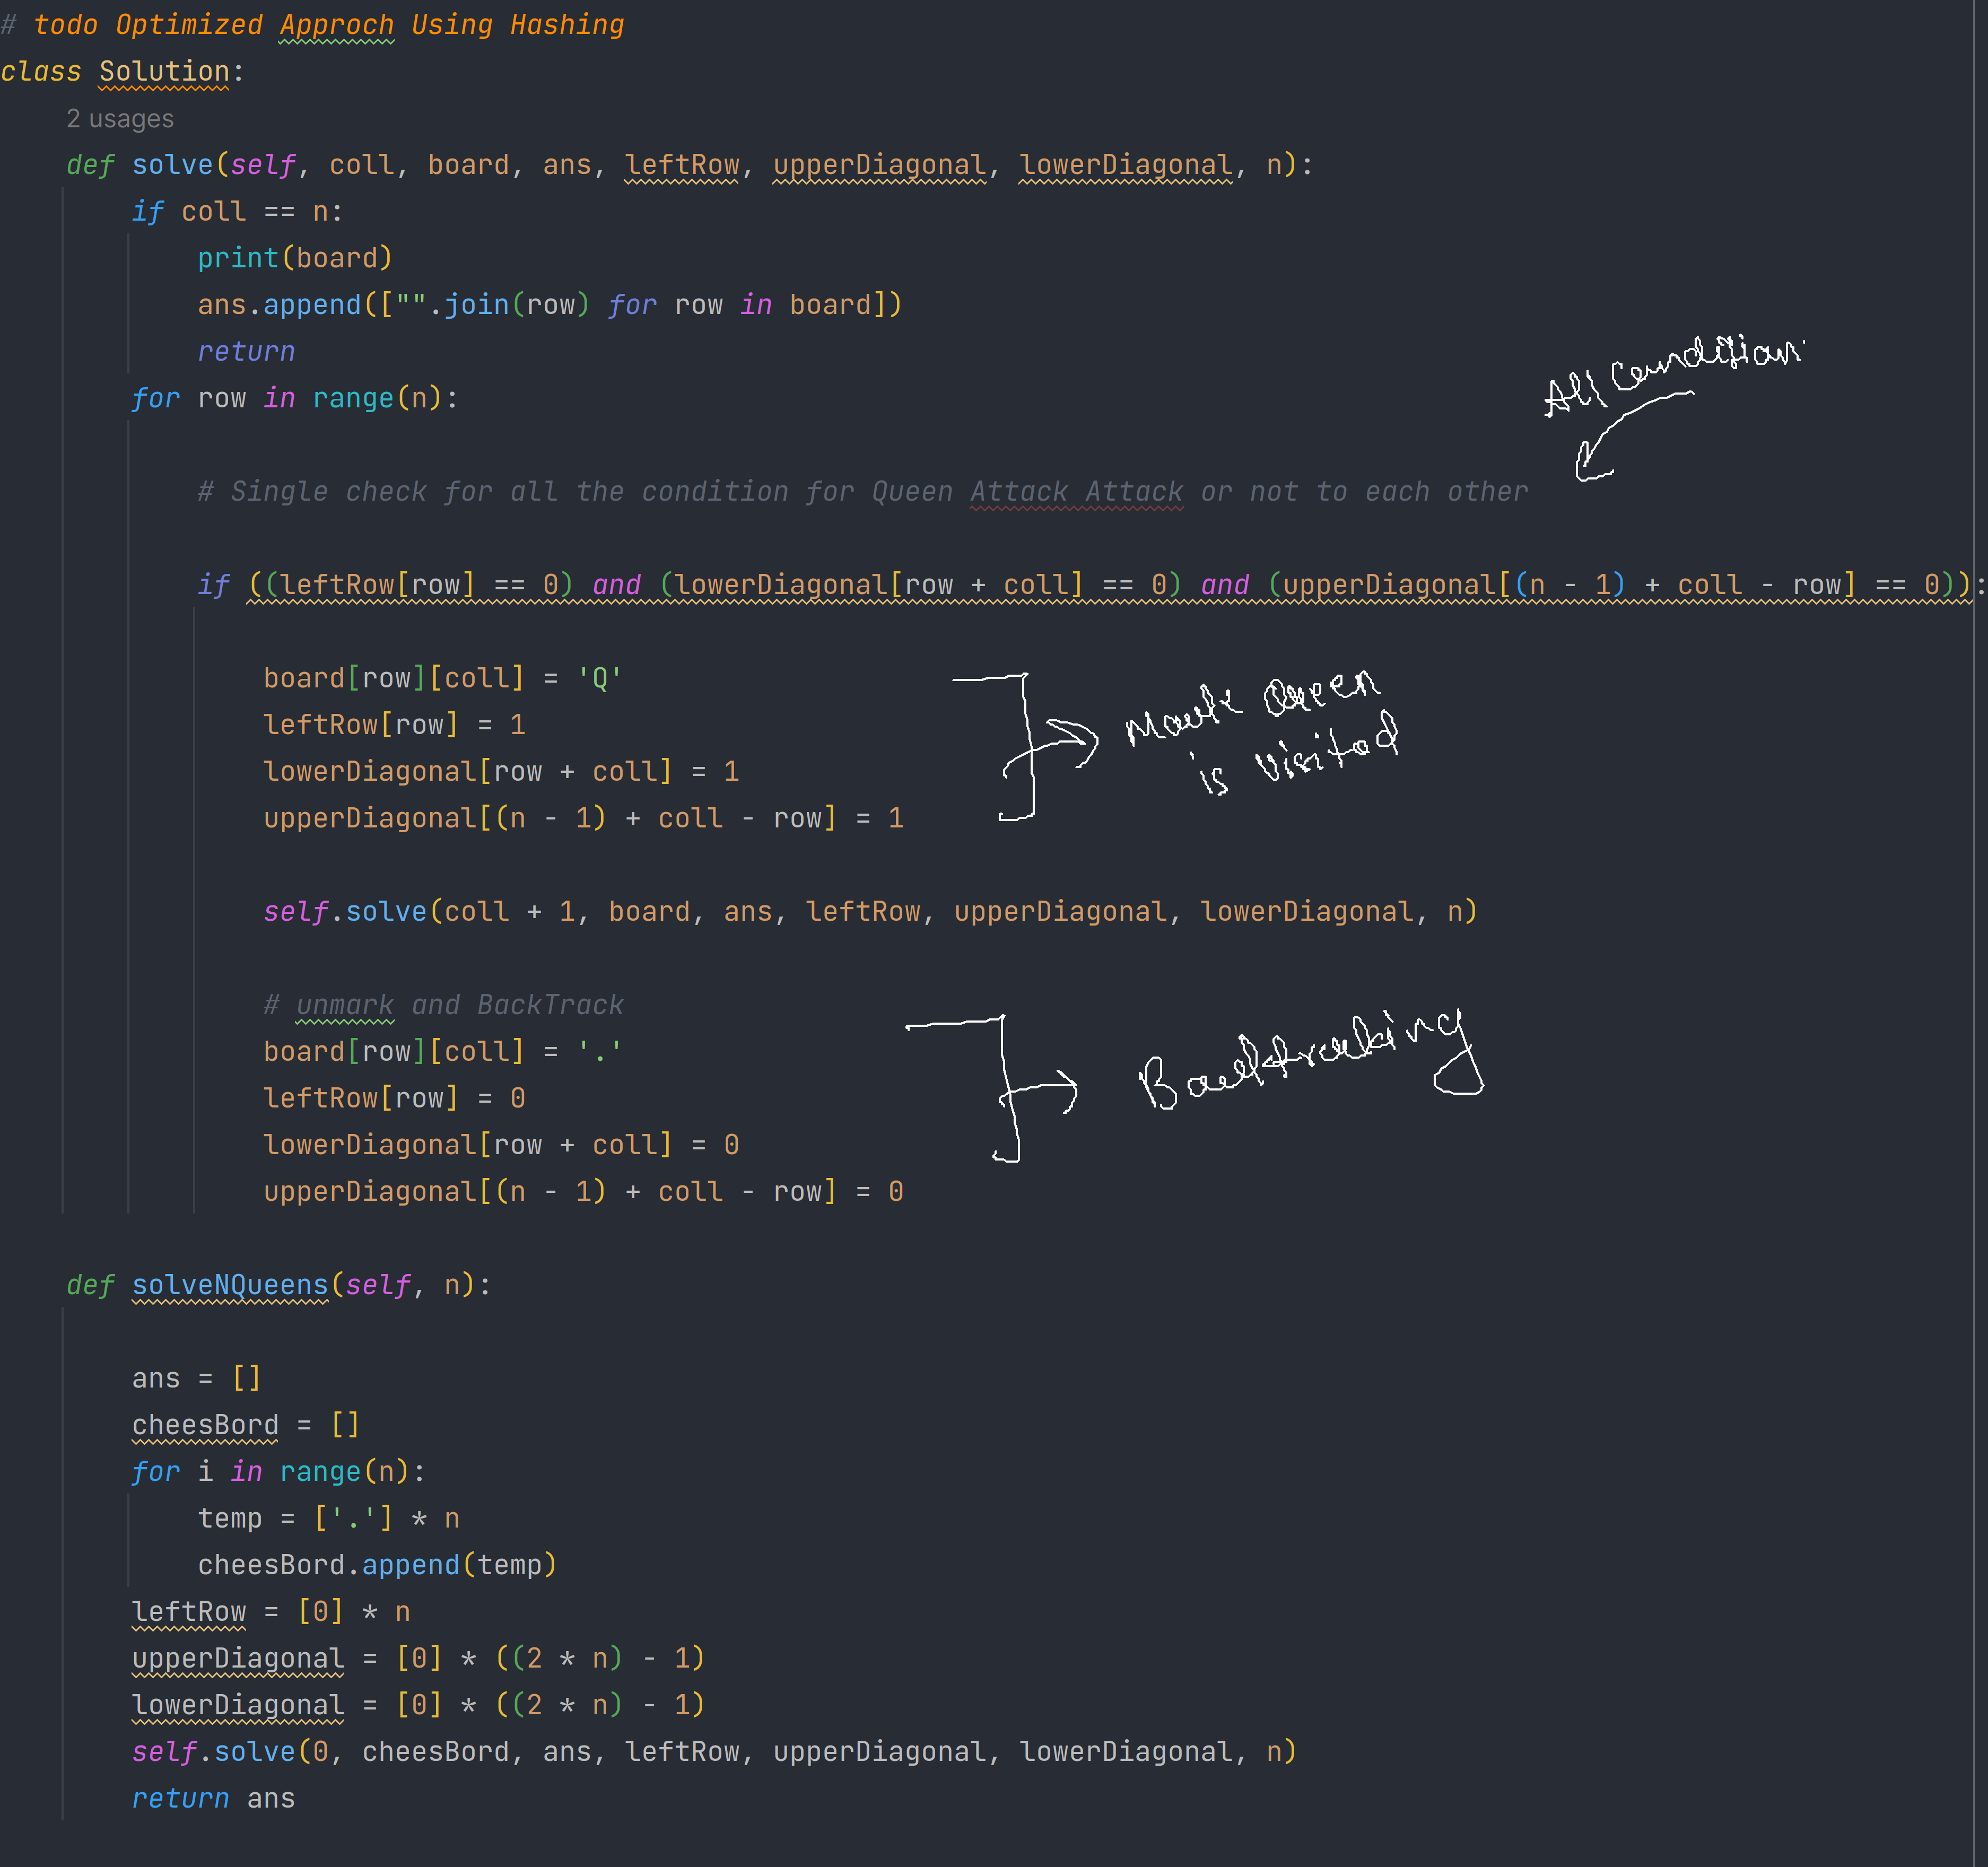 # todo Optimized Approch Using Hashing
class Solution:
2 usages
def solve(self, coll, board, ans, leftRow, upperDiagonal, lowerDiagonal, n):
if coll == n:
print(board)
ans.append(["".join(row) for row in board])
return
for row in range(n):
All Condition
# Single check for all the condition for Queen Attack Attack or not to each other
if ((leftRow[row] == 0) and (lowerDiagonal[row + coll] == 0) and (upperDiagonal[(n - 1) + coll - row] == 0)):
board[row][coll] = 'Q'
leftRow[row] = 1
lowerDiagonal[row + coll] = 1
upperDiagonal[(n - 1) + coll - row] = 1
Mark Queen
is Visited
self.solve(coll + 1, board, ans, leftRow, upperDiagonal, lowerDiagonal, n)
# unmark and BackTrack
board[row][coll] = '.'
leftRow[row] = 0
lowerDiagonal[row + coll] = 0
upperDiagonal[(n - 1) + coll - row] = 0
Backtracking
def solveNQueens(self, n):
ans = []
cheesBord = []
for i in range(n):
temp = ['.'] * n
cheesBord.append(temp)
leftRow = [0] * n
upperDiagonal = [0] * ((2 * n) - 1)
lowerDiagonal = [0] * ((2 * n) - 1)
self.solve(0, cheesBord, ans, leftRow, upperDiagonal, lowerDiagonal, n)
return ans